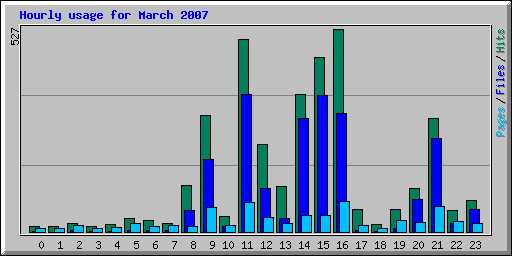 Hourly usage for March 2007
527
Pages / Files / Hits
0 1 2 3 4 5 6 7 8 9 10 11 12 13 14 15 16 17 18 19 20 21 22 23